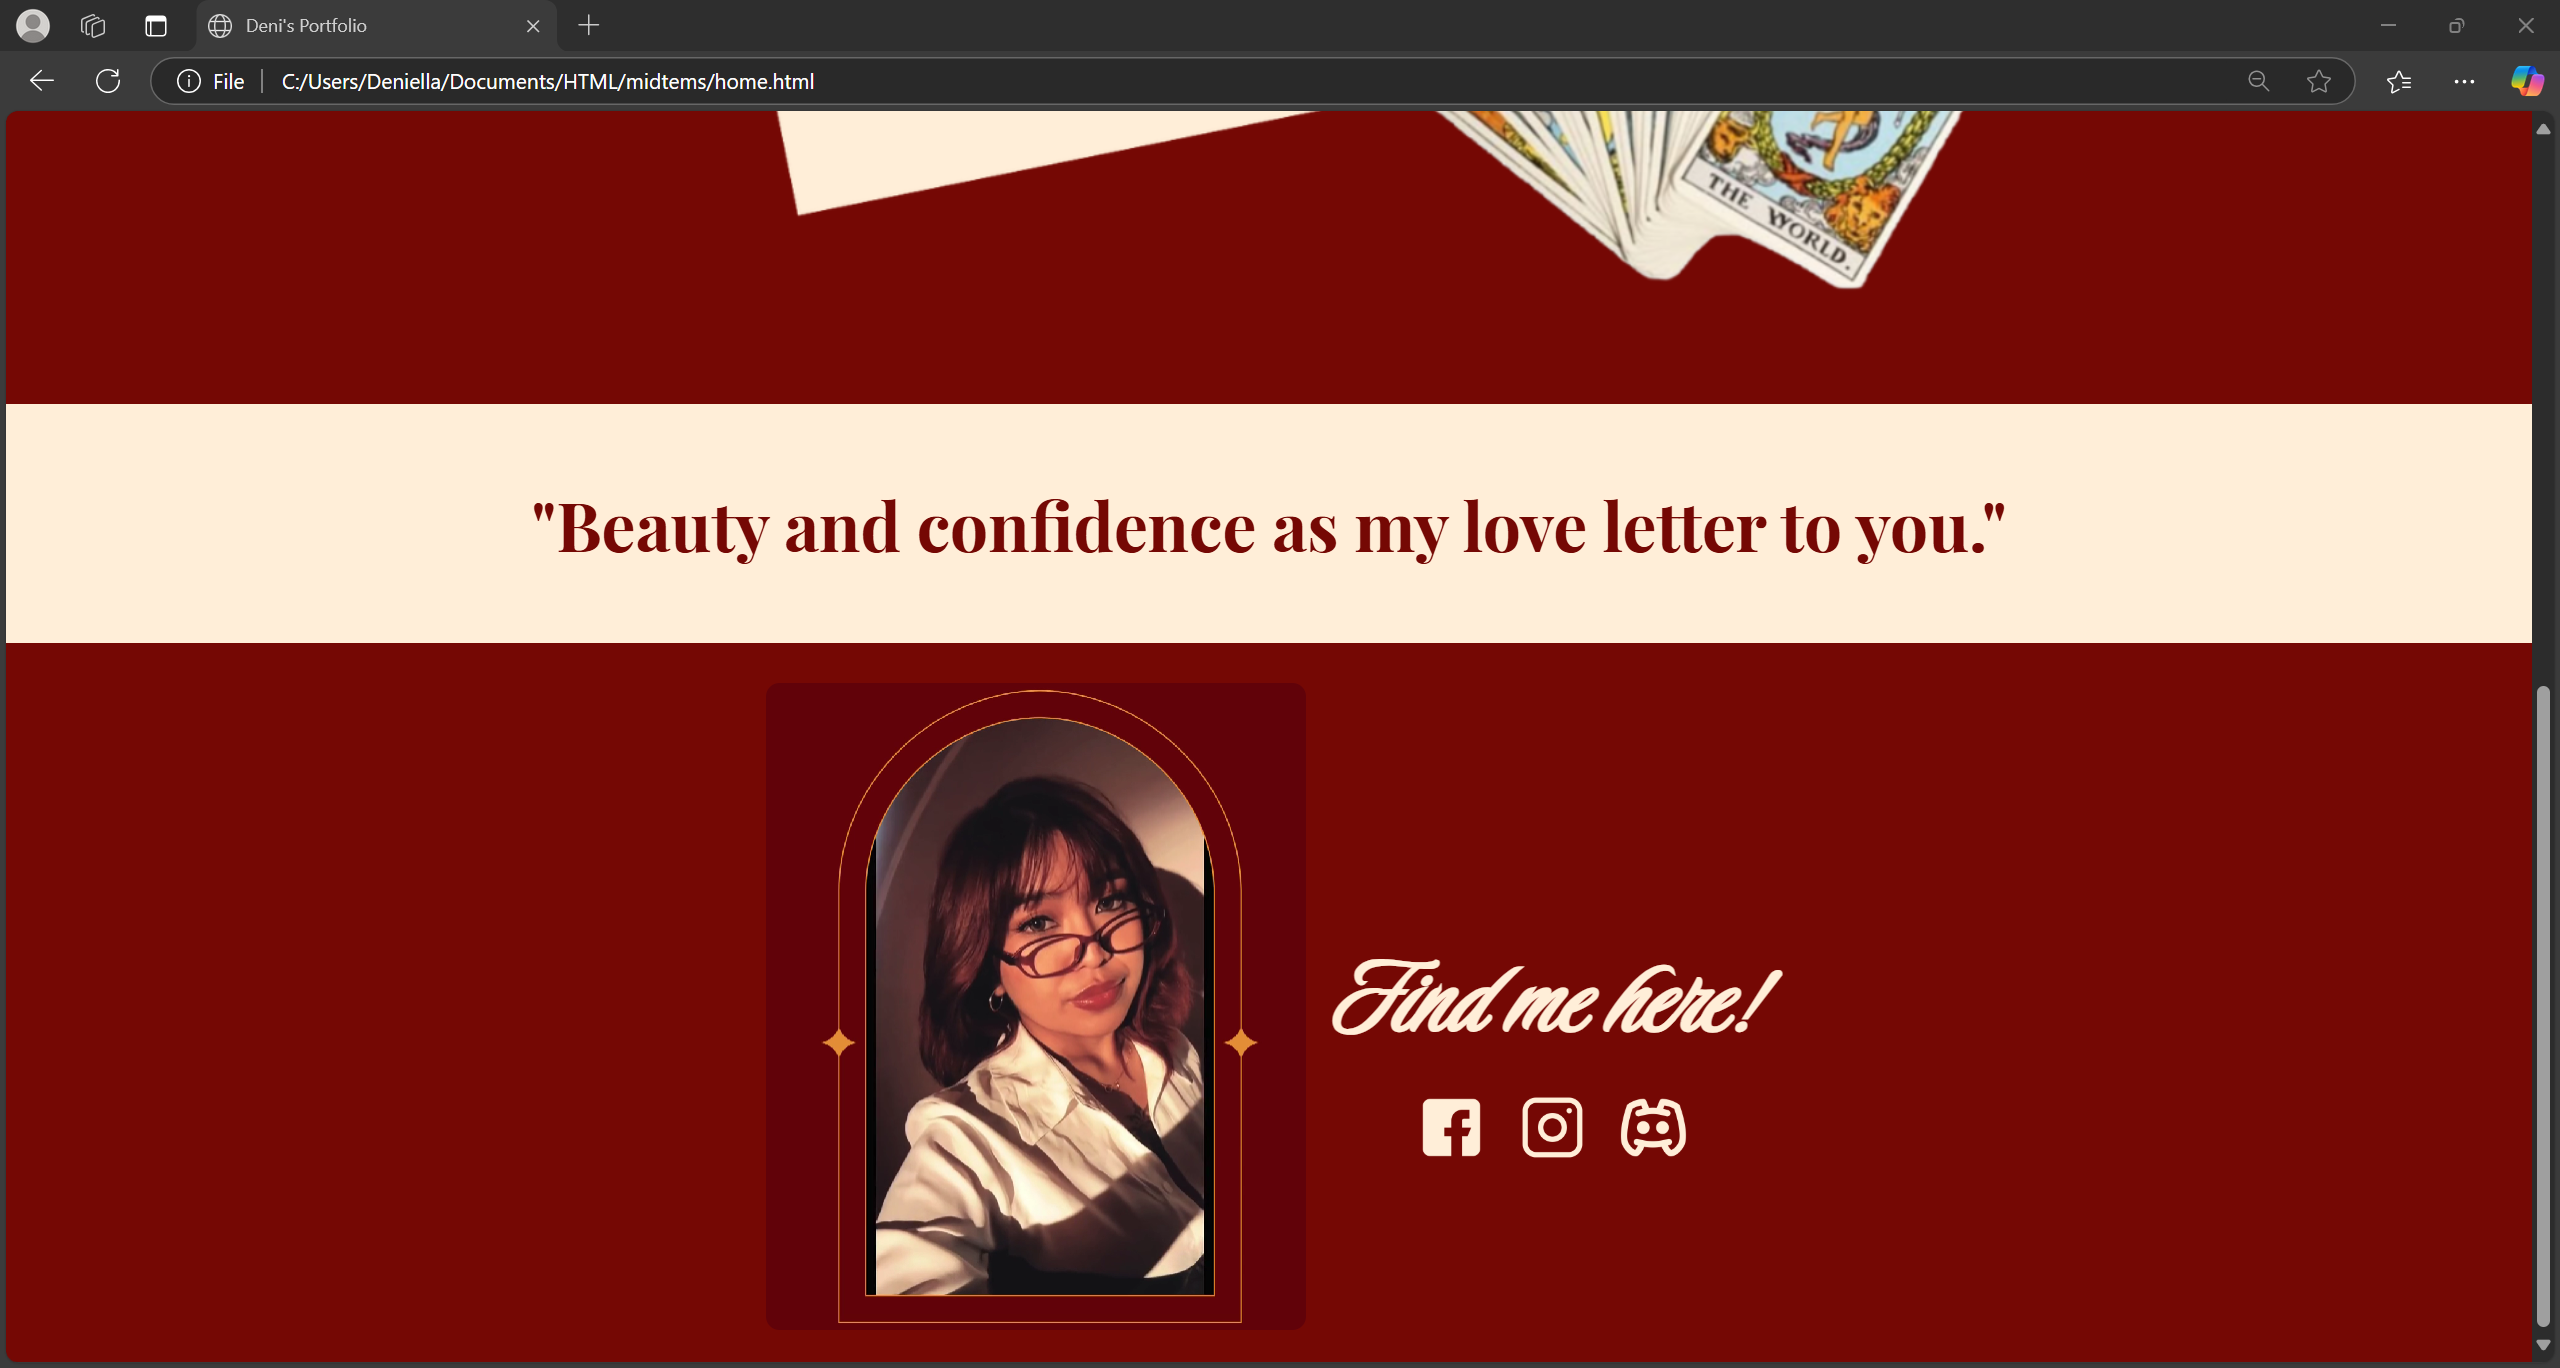 Deni's Portfolio
File
C:/Users/Deniella/Documents/HTML/midtems/home.html
THE WORLD.
"Beauty and confidence as my love letter to you."
Find me here!